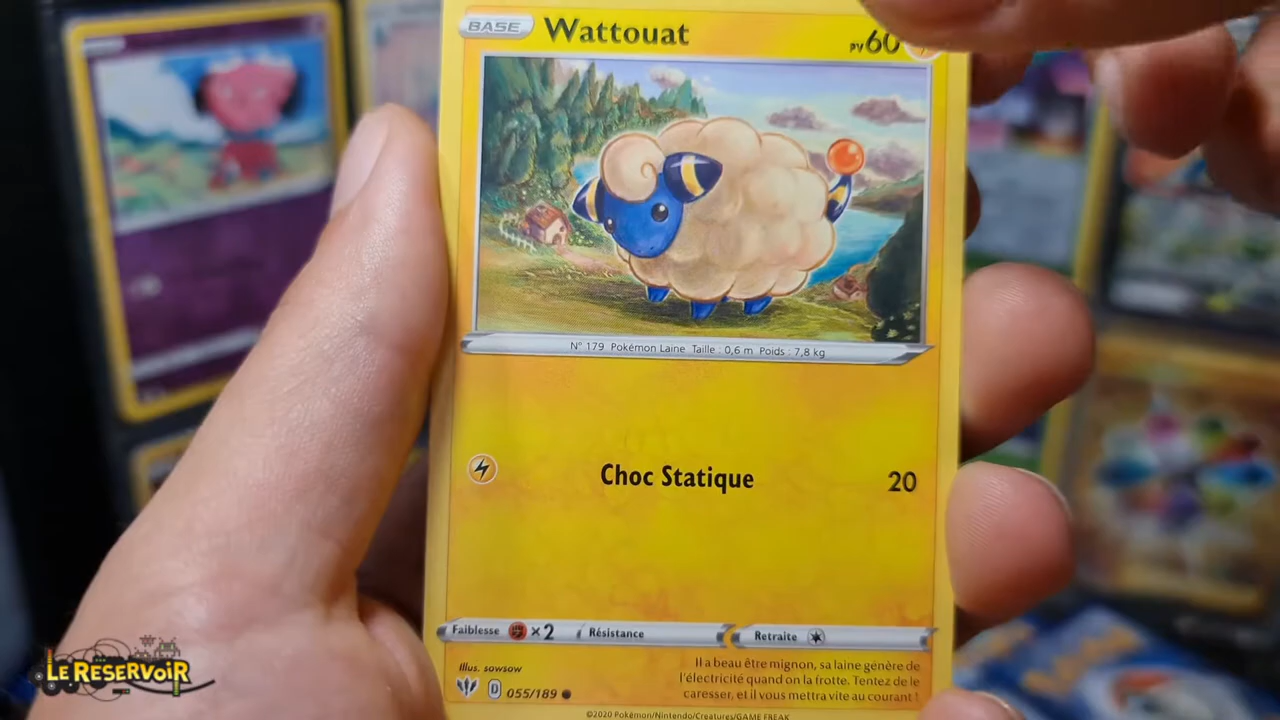 BASE Wattouat PV60
N° 179 Pokémon Laine Taille : 0,6 m Poids : 7,8 kg
Choc Statique 20
Faiblesse ×2 Résistance Retraite
Illus. sowsow
Il a beau être mignon, sa laine génère de
l'électricité quand on la frotte. Tentez de le
caresser, et il vous mettra vite au courant !
D 055/189
©2020 Pokémon/Nintendo/Creatures/GAME FREAK
LE RESERVOIR